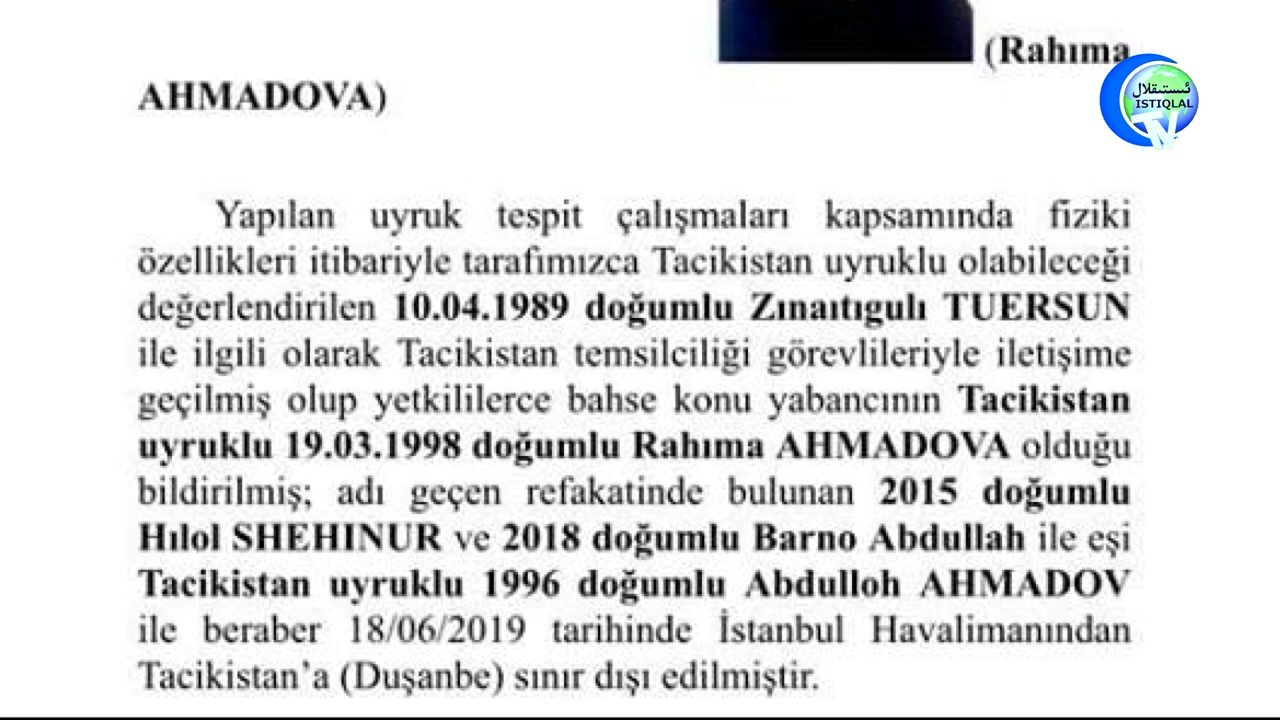 (Rahıma
AHMADOVA)
ئىستىقلال
ISTIQLAL
TV
Yapılan uyruk tespit çalışmaları kapsamında fiziki
özellikleri itibariyle tarafımızca Tacikistan uyruklu olabileceği
değerlendirilen 10.04.1989 doğumlu Zınaıtıgulı TUERSUN
ile ilgili olarak Tacikistan temsilciliği görevlileriyle iletişime
geçilmiş olup yetkililerce bahse konu yabancının Tacikistan
uyruklu 19.03.1998 doğumlu Rahıma AHMADOVA olduğu
bildirilmiş; adı geçen refakatinde bulunan 2015 doğumlu
Hılol SHEHINUR ve 2018 doğumlu Barno Abdullah ile eşi
Tacikistan uyruklu 1996 doğumlu Abdulloh AHMADOV
ile beraber 18/06/2019 tarihinde İstanbul Havalimanından
Tacikistan’a (Duşanbe) sınır dışı edilmiştir.